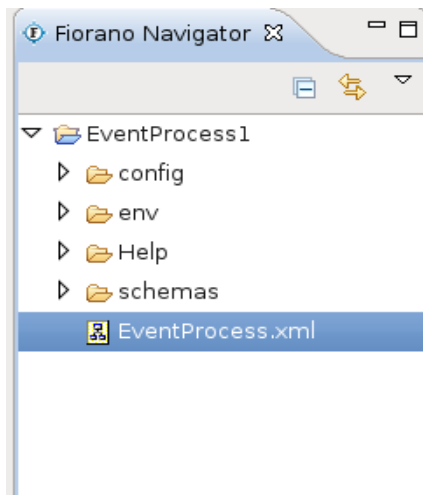 Fiorano Navigator
EventProcess1
config
env
Help
schemas
EventProcess.xml